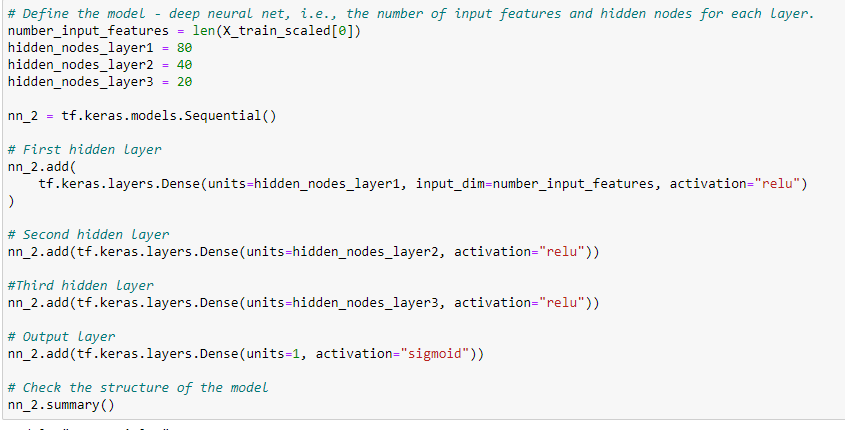 # Define the model - deep neural net, i.e., the number of input features and hidden nodes for each layer.
number_input_features = len(X_train_scaled[0])
hidden_nodes_layer1 = 80
hidden_nodes_layer2 = 40
hidden_nodes_layer3 = 20
nn_2 = tf.keras.models.Sequential()
# First hidden layer
nn_2.add(
    tf.keras.layers.Dense(units=hidden_nodes_layer1, input_dim=number_input_features, activation="relu")
)
# Second hidden layer
nn_2.add(tf.keras.layers.Dense(units=hidden_nodes_layer2, activation="relu"))
#Third hidden layer
nn_2.add(tf.keras.layers.Dense(units=hidden_nodes_layer3, activation="relu"))
# Output layer
nn_2.add(tf.keras.layers.Dense(units=1, activation="sigmoid"))
# Check the structure of the model
nn_2.summary()